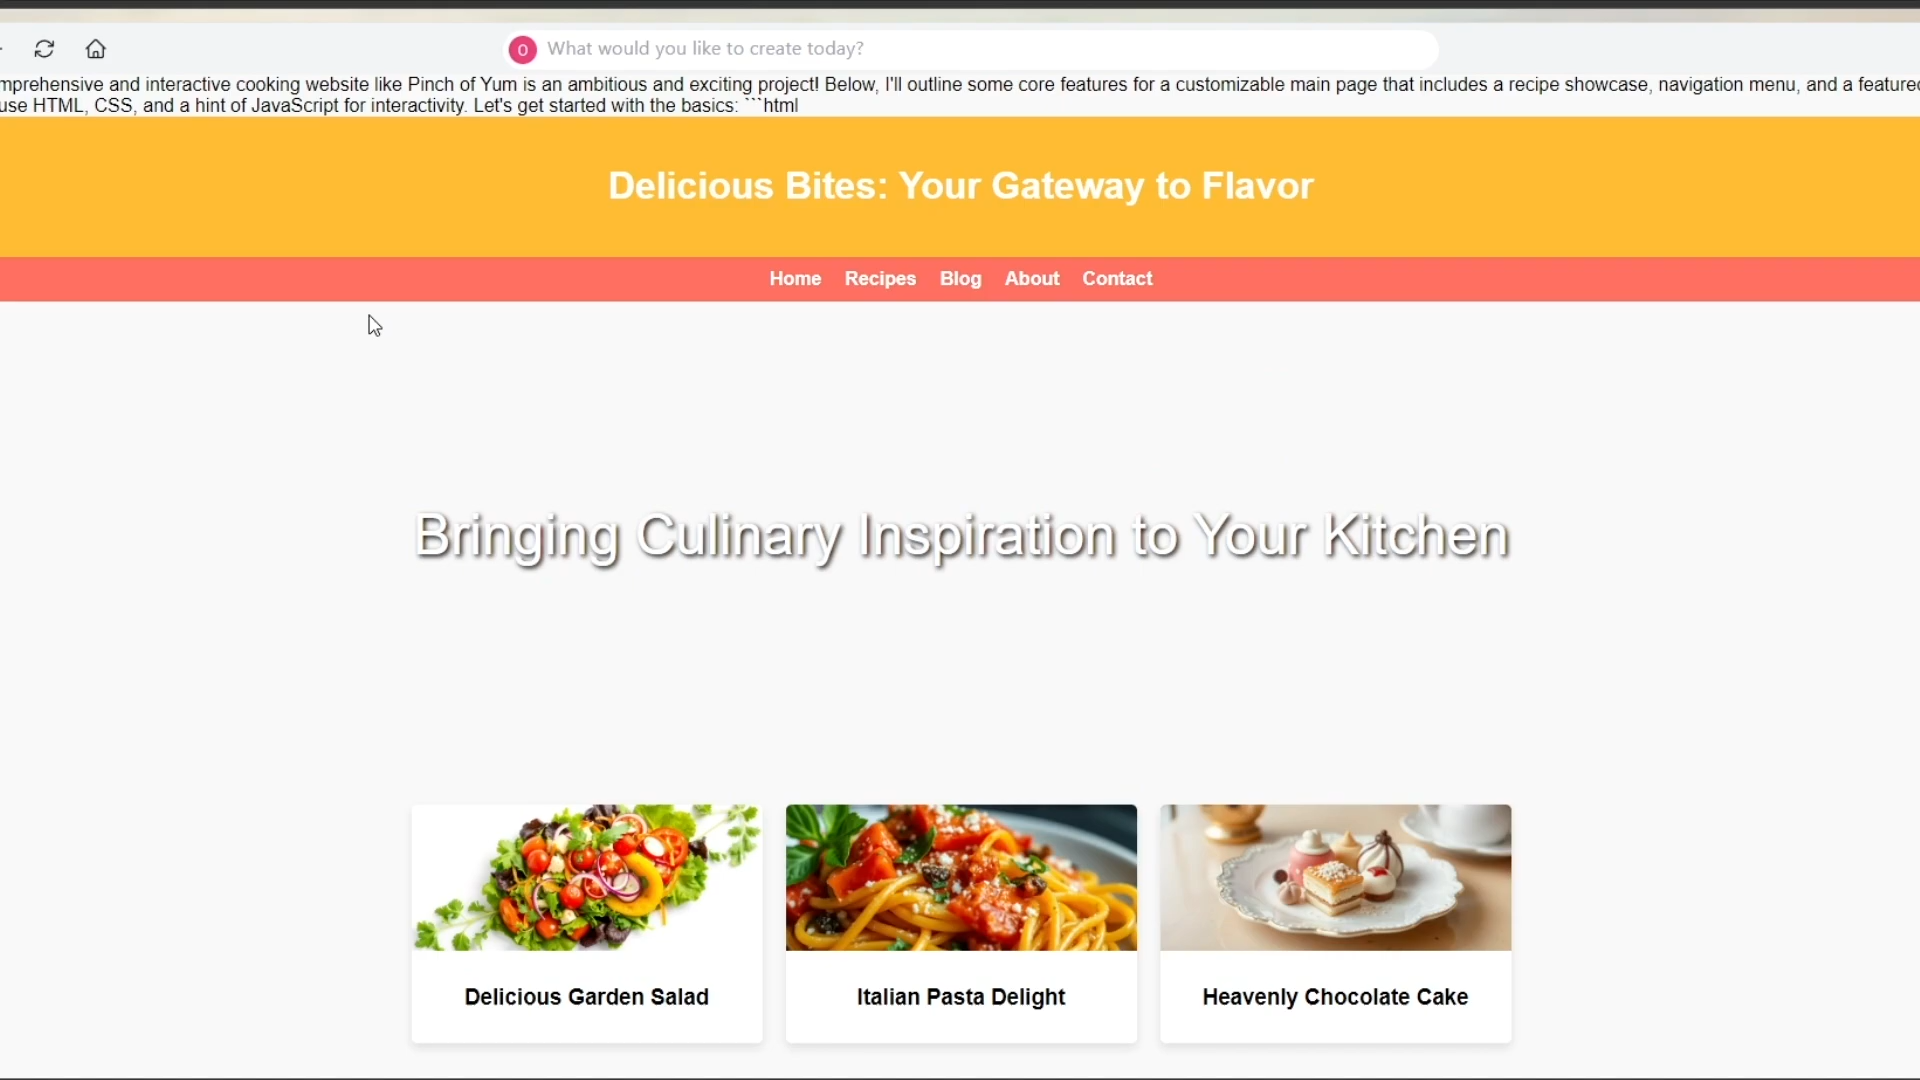 O What would you like to create today?
mprehensive and interactive cooking website like Pinch of Yum is an ambitious and exciting project! Below, I'll outline some core features for a customizable main page that includes a recipe showcase, navigation menu, and a featured
use HTML, CSS, and a hint of JavaScript for interactivity. Let's get started with the basics: ```html
Delicious Bites: Your Gateway to Flavor
Home Recipes Blog About Contact
Bringing Culinary Inspiration to Your Kitchen
Delicious Garden Salad Italian Pasta Delight Heavenly Chocolate Cake